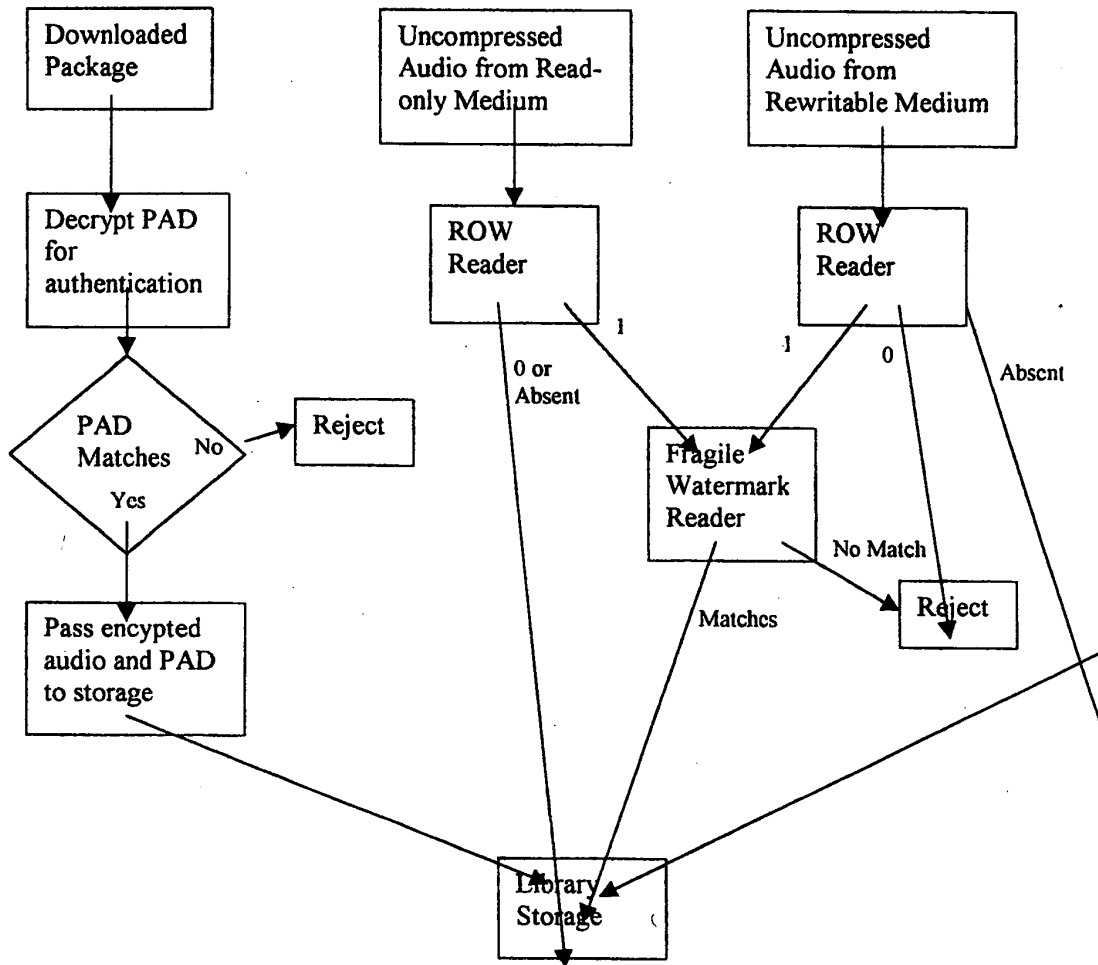 Downloaded
Package
Uncompressed
Audio from Read-
only Medium
Uncompressed
Audio from
Rewritable Medium
Decrypt PAD
for
authentication
ROW
Reader
ROW
Reader
1
0 or
Absent
1
0
Absent
PAD
Matches
No
Yes
Reject
Fragile
Watermark
Reader
No Match
Matches
Reject
Pass encypted
audio and PAD
to storage
Library
Storage